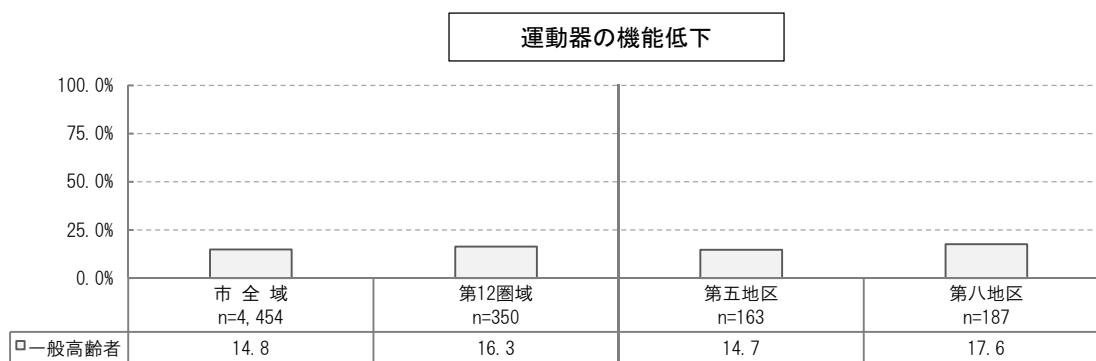 運動器の機能低下
100.0%
75.0%
50.0%
25.0%
0.0%
市 全 域 第12圏域 第五地区 第八地区
n=4,454 n=350 n=163 n=187
一般高齢者 14.8 16.3 14.7 17.6